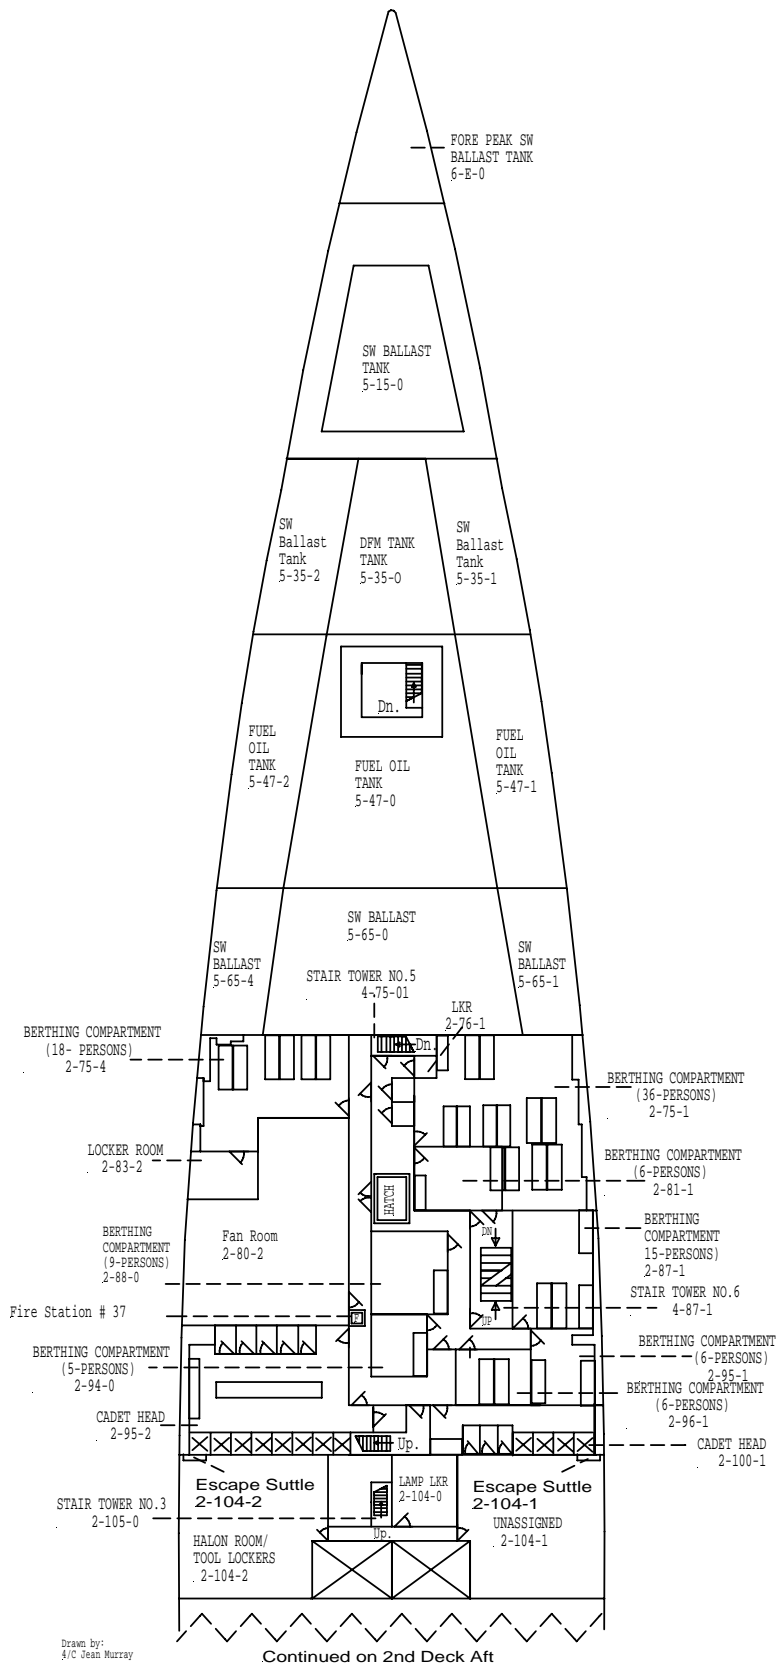 FORE PEAK SW
BALLAST TANK
6-E-0
SW BALLAST
TANK
5-15-0
SW
Ballast
Tank
5-35-2
DFM TANK
TANK
5-35-O
SW
Ballast
Tank
5-35-1
Dn.
FUEL
OIL
TANK
5-47-2
FUEL OIL
TANK
5-47-0
FUEL
OIL
TANK
5-47-1
SW BALLAST
5-65-0
SW
BALLAST
5-65-4
SW
BALLAST
5-65-1
STAIR TOWER NO.5
4-75-01
LKR
2-76-1
Dn.
BERTHING COMPARTMENT
(18- PERSONS)
2-75-4
BERTHING COMPARTMENT
(36-PERSONS)
2-75-1
LOCKER ROOM
2-83-2
BERTHING COMPARTMENT
(6-PERSONS)
2-81-1
HATCH
BERTHING
COMPARTMENT
(9-PERSONS)
2-88-0
Fan Room
2-80-2
DN
UP
BERTHING
COMPARTMENT
15-PERSONS)
2-87-1
STAIR TOWER NO.6
4-87-1
Fire Station # 37
F
BERTHING COMPARTMENT
(5-PERSONS)
2-94-0
BERTHING COMPARTMENT
(6-PERSONS)
2-95-1
BERTHING COMPARTMENT
(6-PERSONS)
2-96-1
CADET HEAD
2-95-2
Up.
CADET HEAD
2-100-1
Escape Suttle
2-104-2
LAMP LKR
2-104-0
Escape Suttle
2-104-1
STAIR TOWER NO.3
2-105-0
UNASSIGNED
2-104-1
Up.
HALON ROOM/
TOOL LOCKERS
2-104-2
Drawn by:
4/C Jean Murray
Continued on 2nd Deck Aft